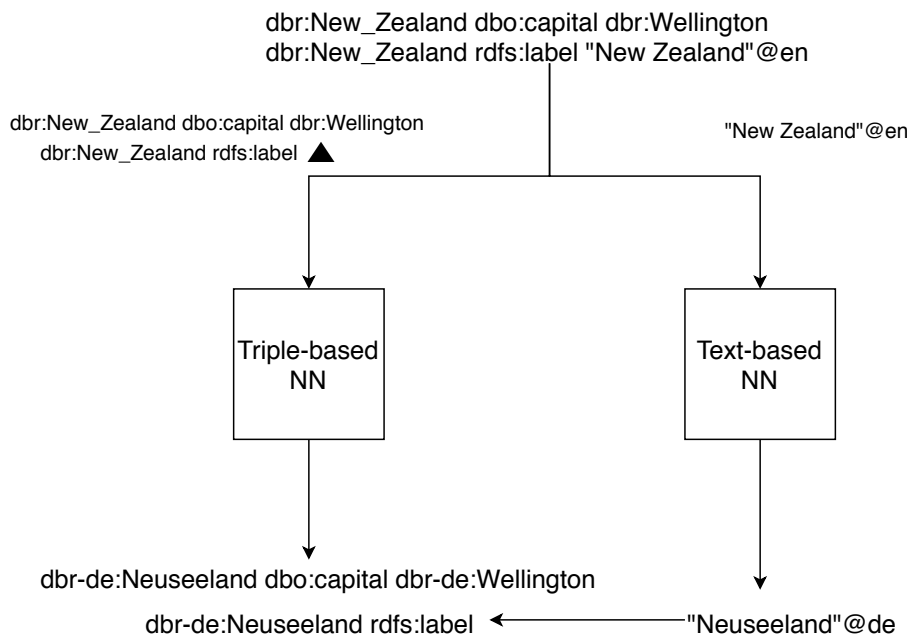 dbr:New_Zealand dbo:capital dbr:Wellington
dbr:New_Zealand rdfs:label "New Zealand"@en
dbr:New_Zealand dbo:capital dbr:Wellington
dbr:New_Zealand rdfs:label
"New Zealand"@en
Triple-based
NN
Text-based
NN
dbr-de:Neuseeland dbo:capital dbr-de:Wellington
dbr-de:Neuseeland rdfs:label
"Neuseeland"@de